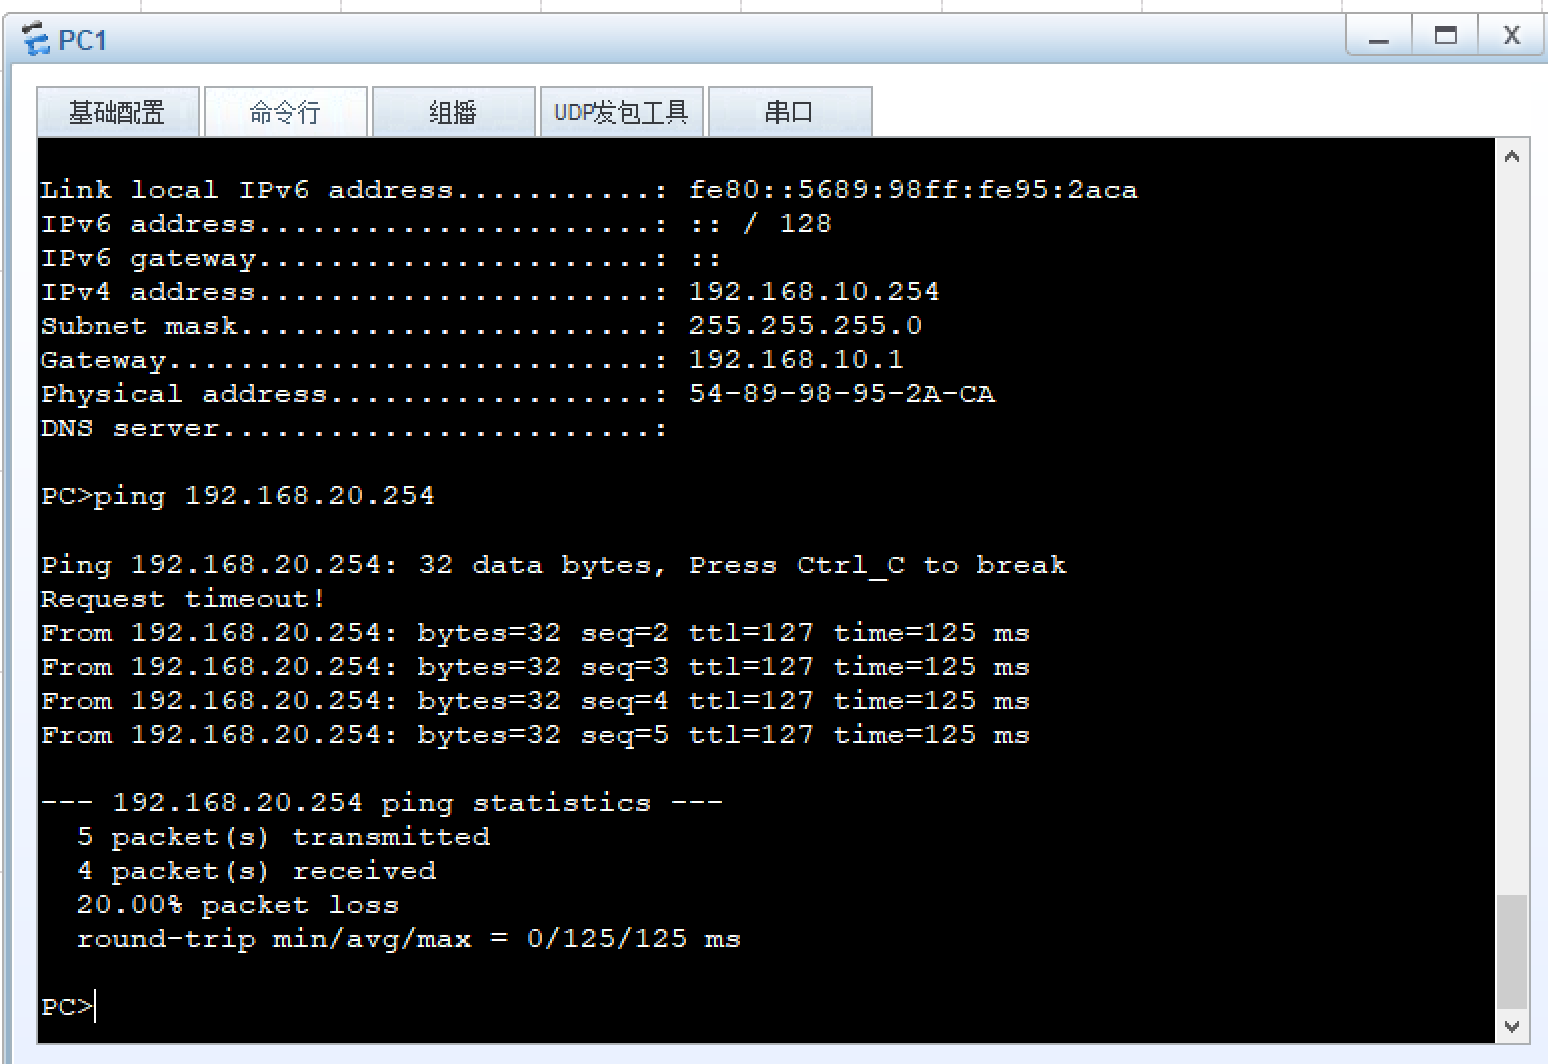 PC1
基础配置
命令行
组播
UDP发包工具
串口
Link local IPv6 address...........: fe80::5689:98ff:fe95:2aca
IPv6 address......................: :: / 128
IPv6 gateway......................: ::
IPv4 address......................: 192.168.10.254
Subnet mask.......................: 255.255.255.0
Gateway...........................: 192.168.10.1
Physical address..................: 54-89-98-95-2A-CA
DNS server........................:
PC>ping 192.168.20.254
Ping 192.168.20.254: 32 data bytes, Press Ctrl_C to break
Request timeout!
From 192.168.20.254: bytes=32 seq=2 ttl=127 time=125 ms
From 192.168.20.254: bytes=32 seq=3 ttl=127 time=125 ms
From 192.168.20.254: bytes=32 seq=4 ttl=127 time=125 ms
From 192.168.20.254: bytes=32 seq=5 ttl=127 time=125 ms
--- 192.168.20.254 ping statistics ---
5 packet(s) transmitted
4 packet(s) received
20.00% packet loss
round-trip min/avg/max = 0/125/125 ms
PC>